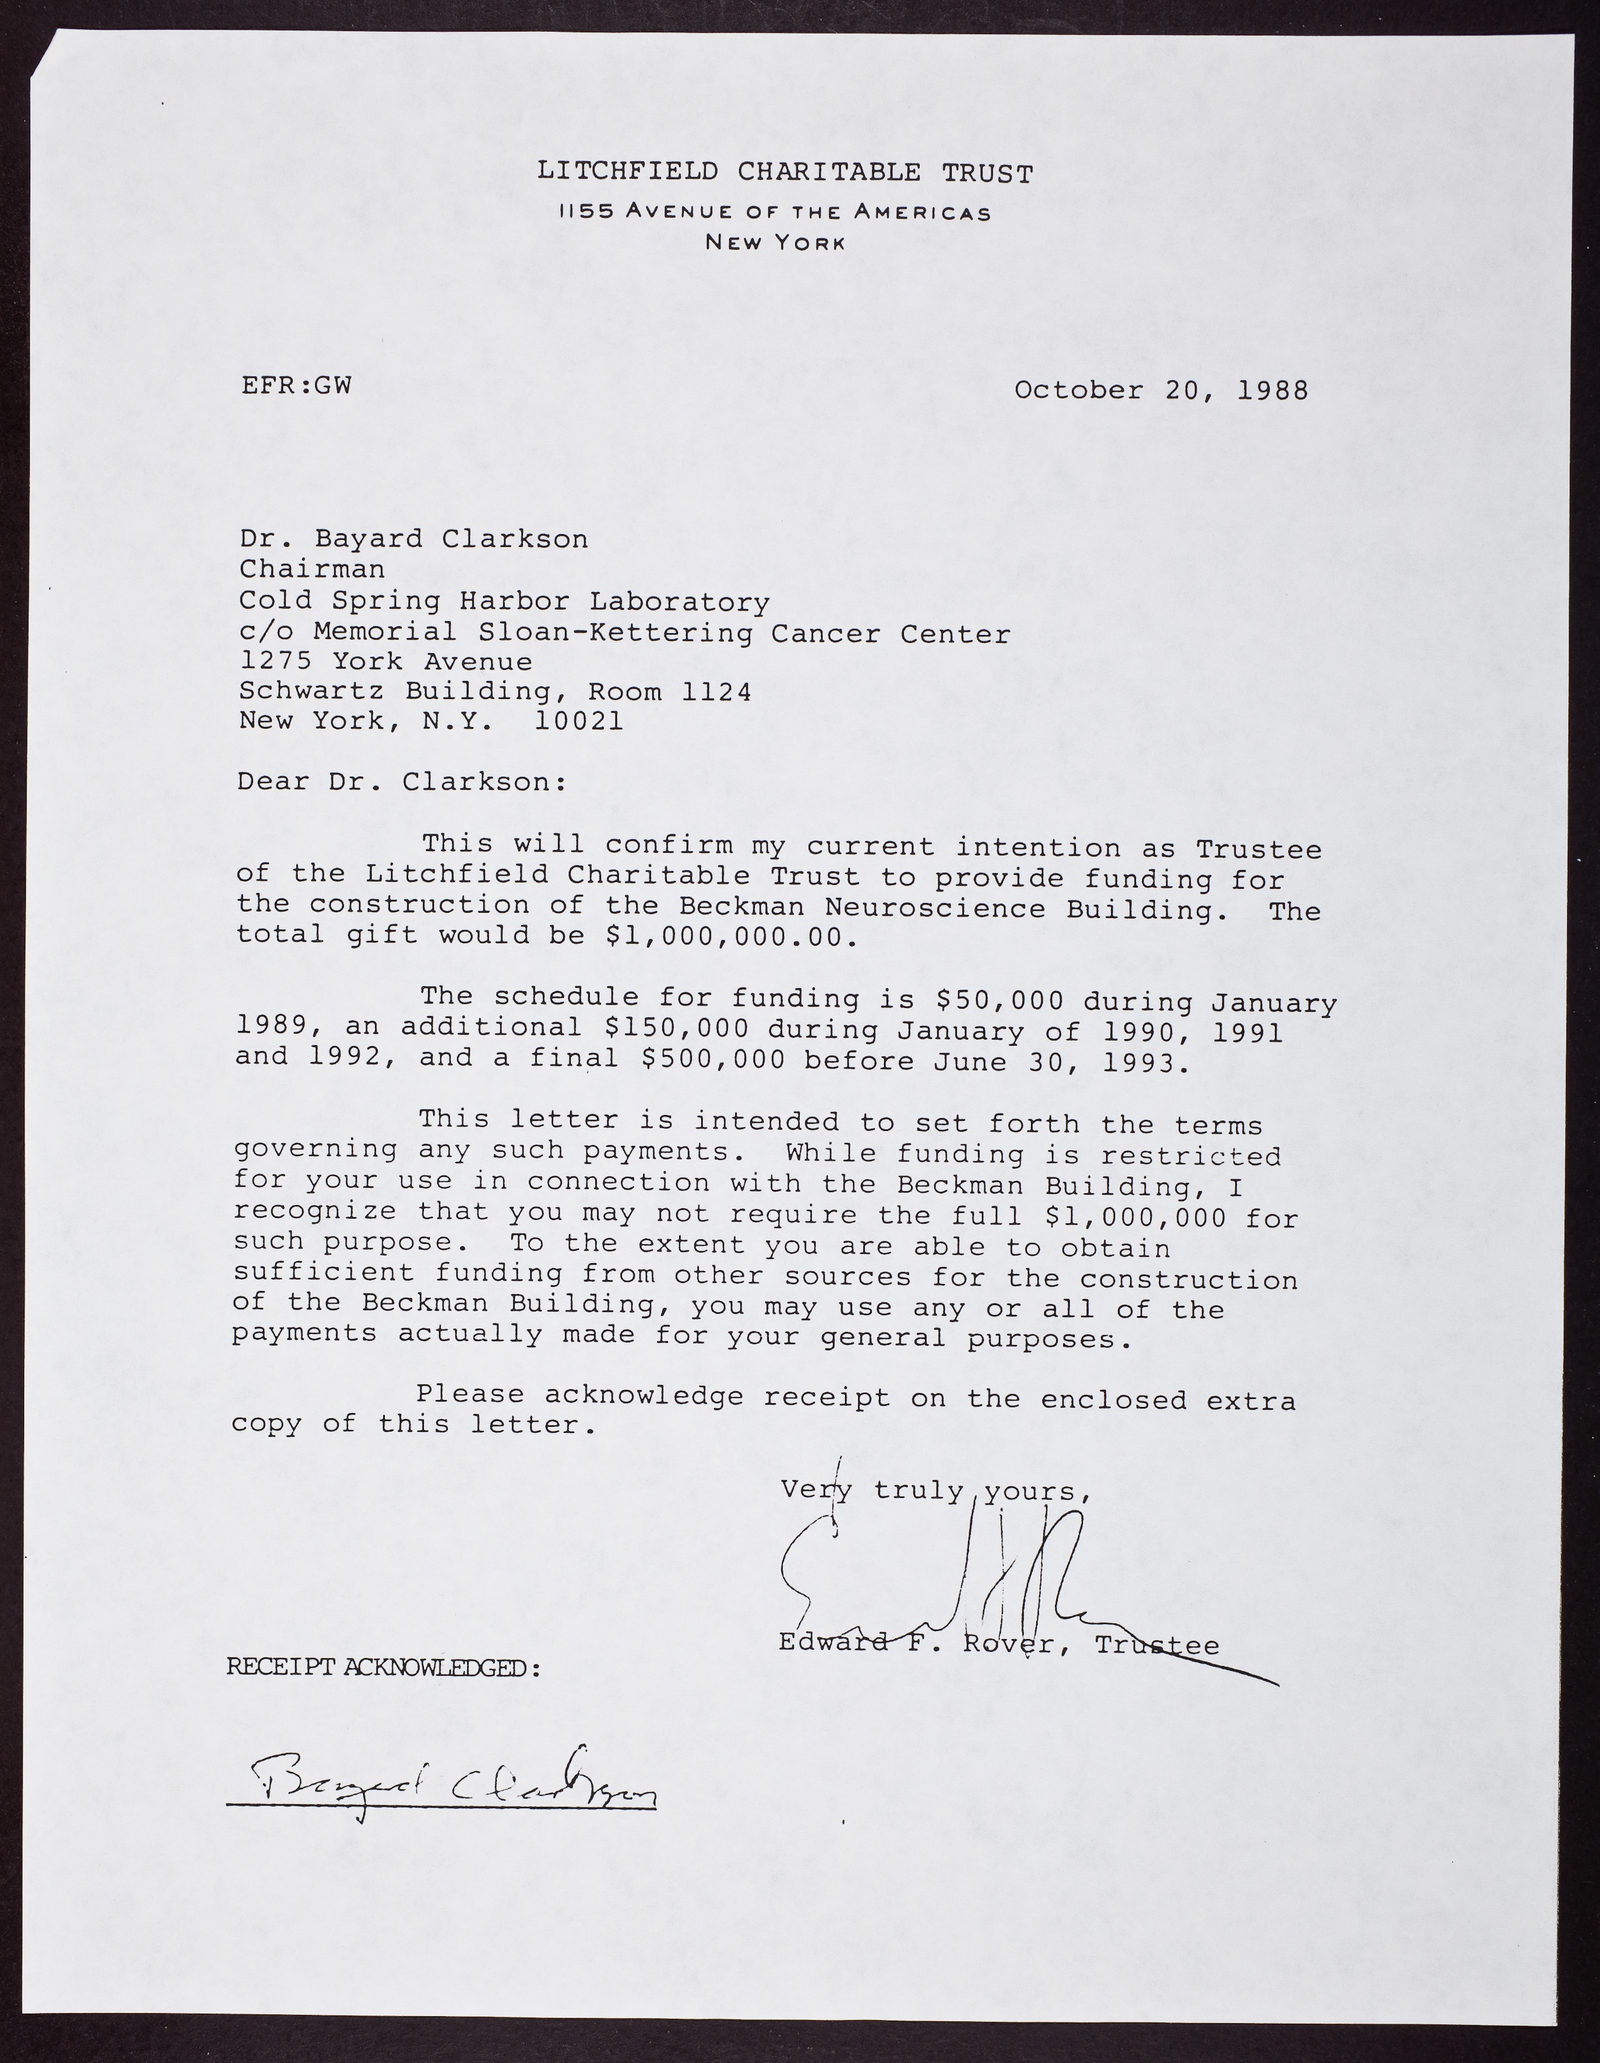 LITCHFIELD CHARITABLE TRUST
1155 AVENUE OF THE AMERICAS
NEW YORK
EFR:GW
October 20, 1988
Dr. Bayard Clarkson
Chairman
Cold Spring Harbor Laboratory
c/o Memorial Sloan-Kettering Cancer Center
1275 York Avenue
Schwartz Building, Room 1124
New York, N.Y. 10021
Dear Dr. Clarkson:
This will confirm my current intention as Trustee
of the Litchfield Charitable Trust to provide funding for
the construction of the Beckman Neuroscience Building. The
total gift would be $1,000,000.00.
The schedule for funding is $50,000 during January
1989, an additional $150,000 during January of 1990, 1991
and 1992, and a final $500,000 before June 30, 1993.
This letter is intended to set forth the terms
governing any such payments. While funding is restricted
for your use in connection with the Beckman Building, I
recognize that you may not require the full $1,000,000 for
such purpose. To the extent you are able to obtain
sufficient funding from other sources for the construction
of the Beckman Building, you may use any or all of the
payments actually made for your general purposes.
Please acknowledge receipt on the enclosed extra
copy of this letter.
Very truly yours,
Edward F. Rover, Trustee
RECEIPT ACKNOWLEDGED:
Bayard Clarkson